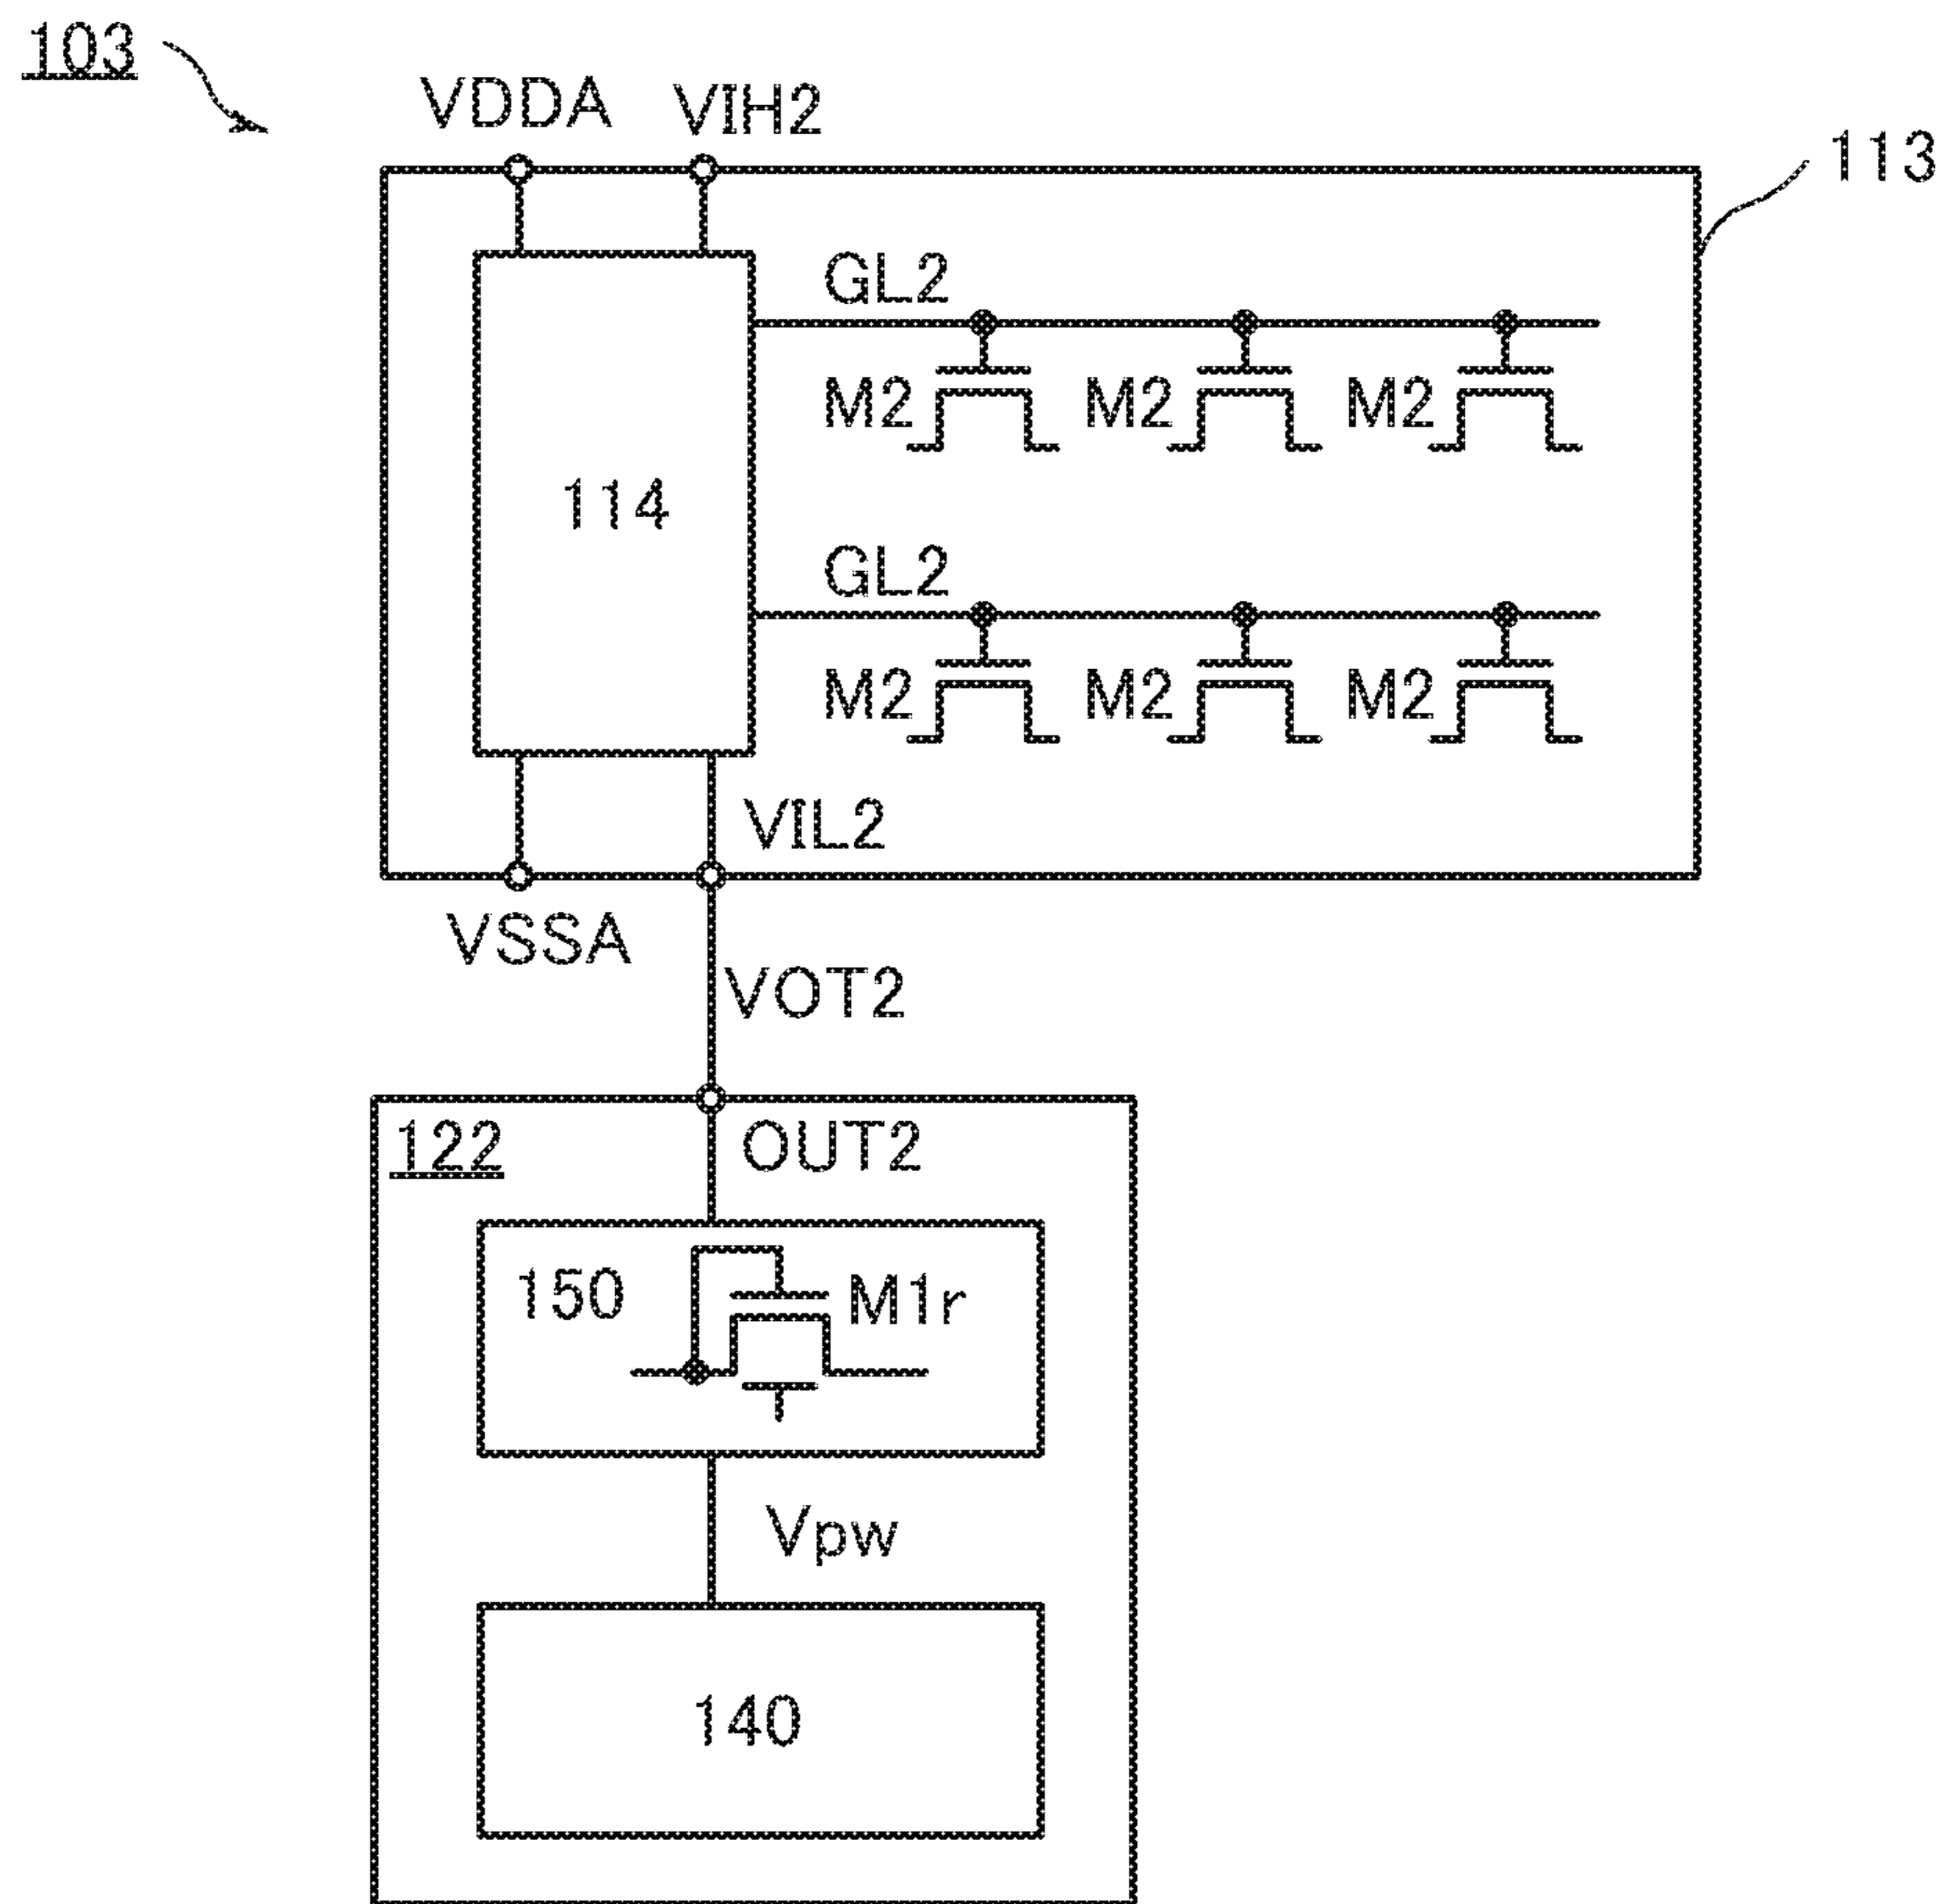 103
VDDA VIH2
113
GL2
M2 M2 M2
114
GL2
M2 M2 M2
VIL2
VSSA
VOT2
122 OUT2
150 M1r
Vpw
140